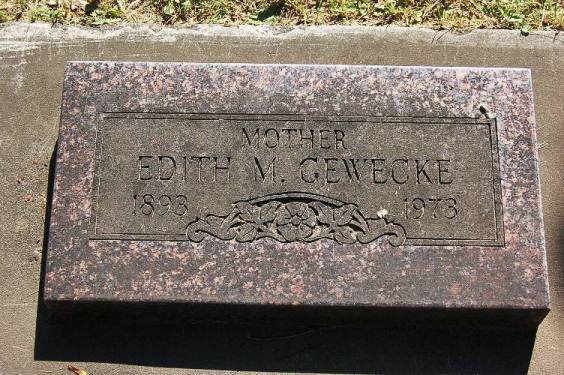 MOTHER
EDITH M. GEWECKE
1893 1973